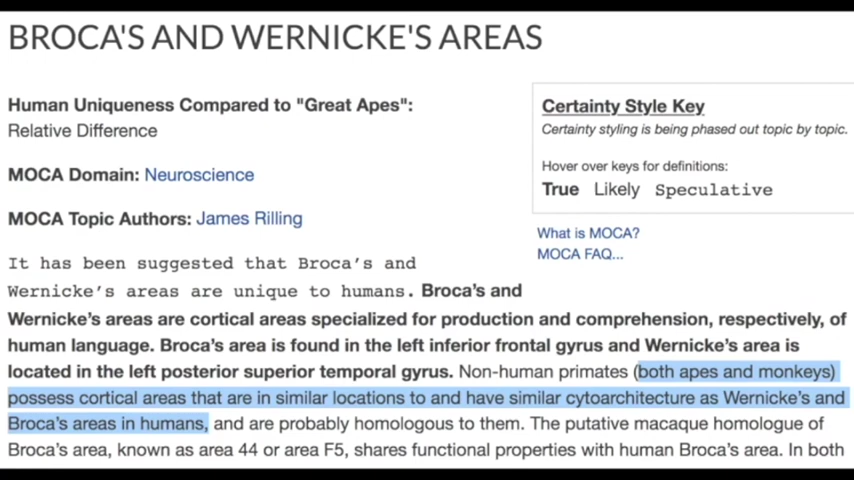 BROCA'S AND WERNICKE'S AREAS
Human Uniqueness Compared to "Great Apes":
Relative Difference
MOCA Domain: Neuroscience
MOCA Topic Authors: James Rilling
Certainty Style Key
Certainty styling is being phased out topic by topic.
Hover over keys for definitions:
True Likely Speculative
What is MOCA?
MOCA FAQ...
It has been suggested that Broca's and
Wernicke's areas are unique to humans. Broca's and
Wernicke's areas are cortical areas specialized for production and comprehension, respectively, of
human language. Broca's area is found in the left inferior frontal gyrus and Wernicke's area is
located in the left posterior superior temporal gyrus. Non-human primates (both apes and monkeys)
possess cortical areas that are in similar locations to and have similar cytoarchitecture as Wernicke's and
Broca's areas in humans, and are probably homologous to them. The putative macaque homologue of
Broca's area, known as area 44 or area F5, shares functional properties with human Broca's area. In both